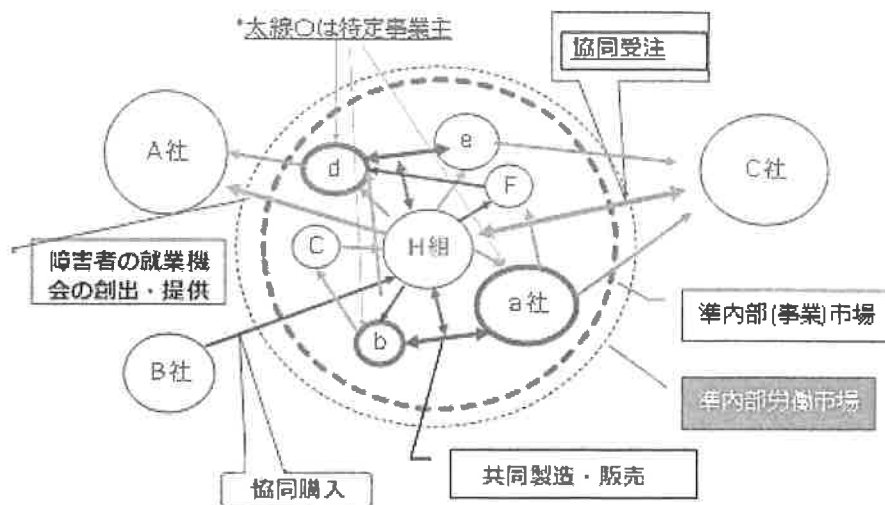 *太線○は特定事業主
協同受注
A社
e
d
F
C社
C
H組
障害者の就業機
会の創出・提供
a社
準内部(事業)市場
b
B社
準内部労働市場
共同製造・販売
協同購入